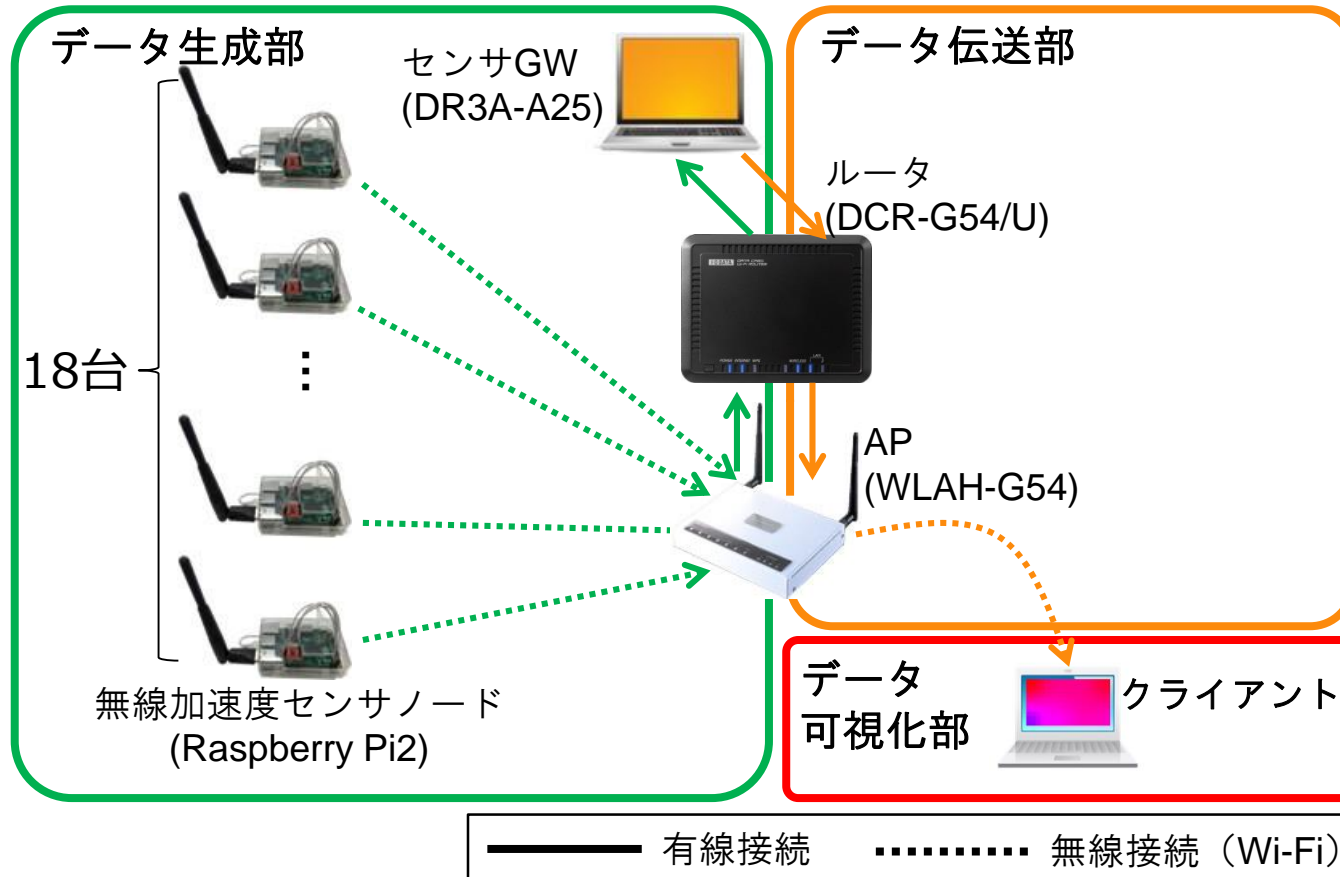 データ生成部
センサGW
(DR3A-A25)
データ伝送部
ルータ
(DCR-G54/U)
I-O DATA
18台
AP
(WLAH-G54)
無線加速度センサノード
(Raspberry Pi2)
データ
可視化部
クライアント
有線接続
無線接続（Wi-Fi）